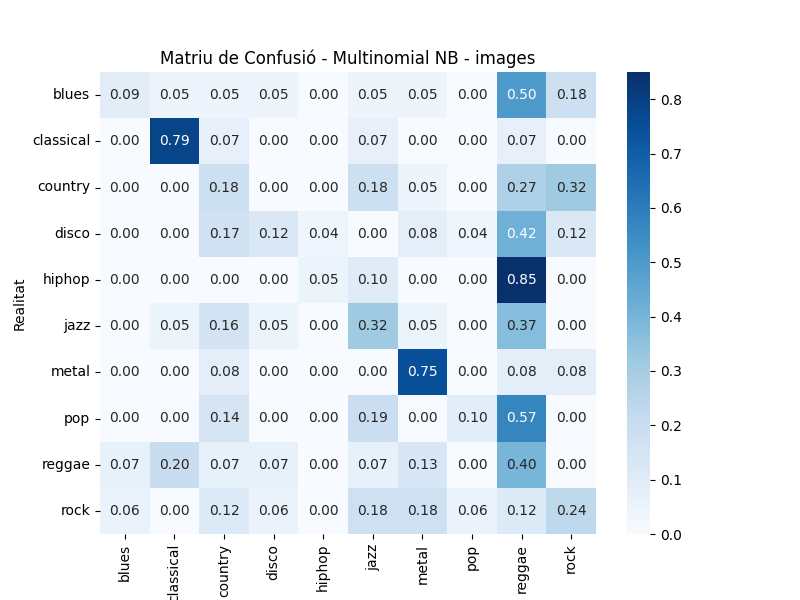 Matriu de Confusió - Multinomial NB - images
Realitat
blues 0.09 0.05 0.05 0.05 0.00 0.05 0.05 0.00 0.50 0.18
classical 0.00 0.79 0.07 0.00 0.00 0.07 0.00 0.00 0.07 0.00
country 0.00 0.00 0.18 0.00 0.00 0.18 0.05 0.00 0.27 0.32
disco 0.00 0.00 0.17 0.12 0.04 0.00 0.08 0.04 0.42 0.12
hiphop 0.00 0.00 0.00 0.00 0.05 0.10 0.00 0.00 0.85 0.00
jazz 0.00 0.05 0.16 0.05 0.00 0.32 0.05 0.00 0.37 0.00
metal 0.00 0.00 0.08 0.00 0.00 0.00 0.75 0.00 0.08 0.08
pop 0.00 0.00 0.14 0.00 0.00 0.19 0.00 0.10 0.57 0.00
reggae 0.07 0.20 0.07 0.07 0.00 0.07 0.13 0.00 0.40 0.00
rock 0.06 0.00 0.12 0.06 0.00 0.18 0.18 0.06 0.12 0.24
blues classical country disco hiphop jazz metal pop reggae rock
0.8
0.7
0.6
0.5
0.4
0.3
0.2
0.1
0.0